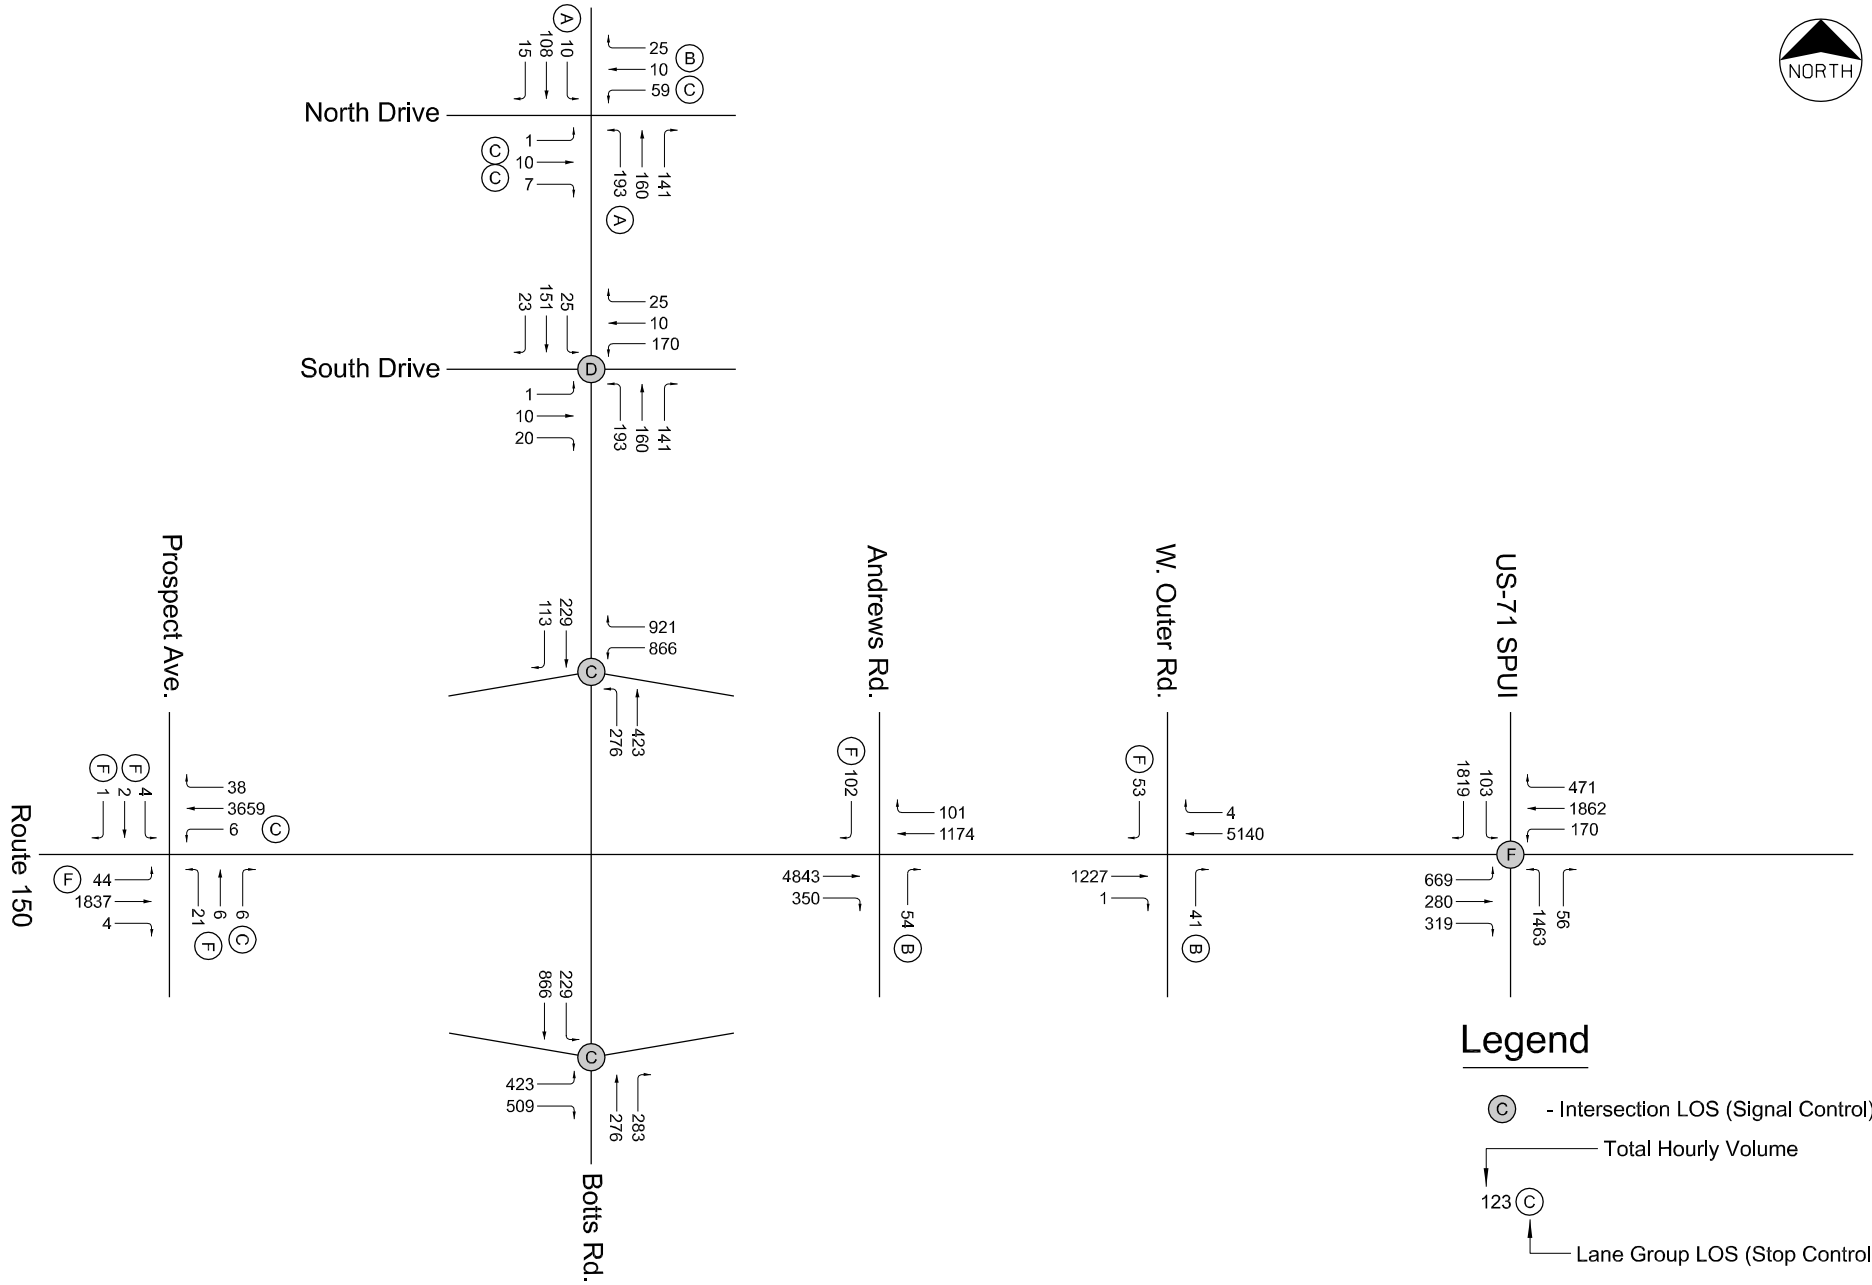 NORTH
A
15 108 10
25 B
10
59 C
North Drive
1
C 10
C 7
193 160 141
A
23 151 25
25
10
170
South Drive
D
1
10
20
193 160 141
113 229
921
866
C
276 423
Prospect Ave.
Andrews Rd.
W. Outer Rd.
US-71 SPUI
F F
1 2 4
38
3659
6 C
Route 150
F 44
1837
4
21 6 6
F C
F 102
101
1174
4843
350
54 B
F 53
4
5140
1227
1
41 B
1819 103
471
1862
170
F
669
280
319
1463 56
866 229
C
423
509
276 283
Botts Rd.
Legend
C - Intersection LOS (Signal Control)
Total Hourly Volume
123 C
Lane Group LOS (Stop Control